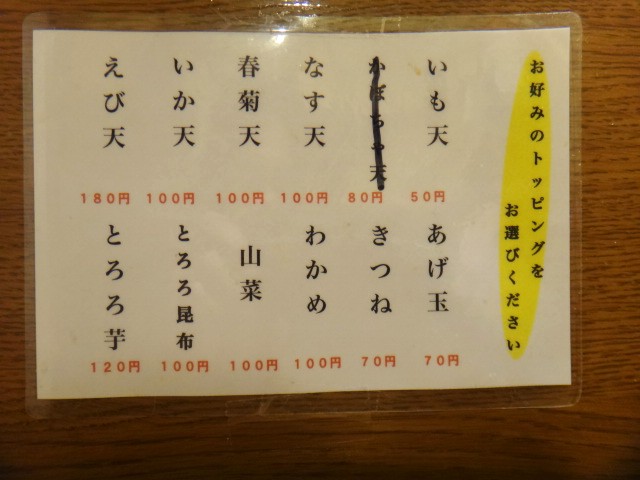 お好みのトッピングを
お選びください
いも天
50円
かぼちゃ天
80円
なす天
100円
春菊天
100円
いか天
100円
えび天
180円
あげ玉
70円
きつね
70円
わかめ
100円
山菜
100円
とろろ昆布
100円
とろろ芋
120円